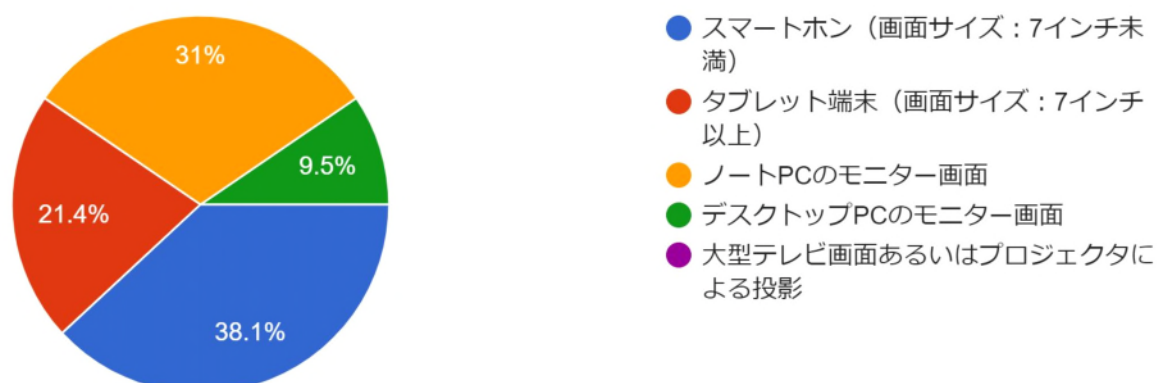 31%
9.5%
21.4%
38.1%
スマートホン（画面サイズ：7インチ未
満）
タブレット端末（画面サイズ：7インチ
以上）
ノートPCのモニター画面
デスクトップPCのモニター画面
大型テレビ画面あるいはプロジェクタに
よる投影